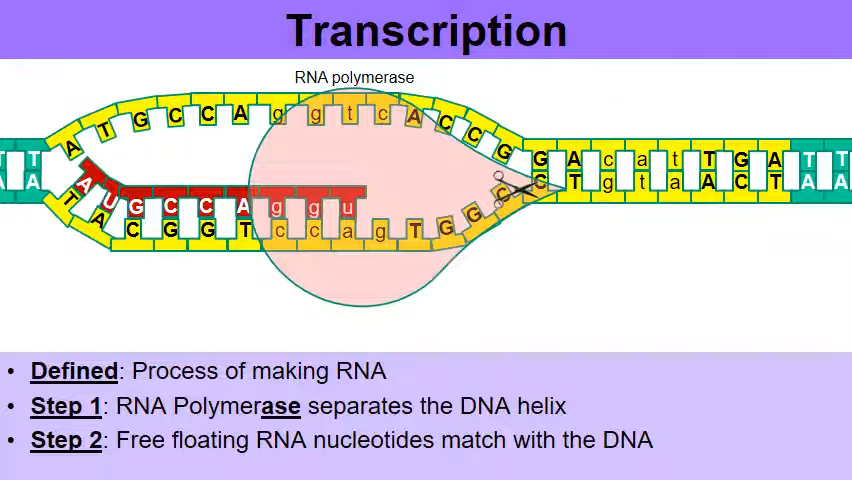 Transcription
RNA polymerase
A T G C C A g g t c A C C G G A c a t T G A T T
T T
A U G C C A g g u
A A T A C G G T c c a g T G G C C T g t a A C T A A
• Defined: Process of making RNA
• Step 1: RNA Polymerase separates the DNA helix
• Step 2: Free floating RNA nucleotides match with the DNA